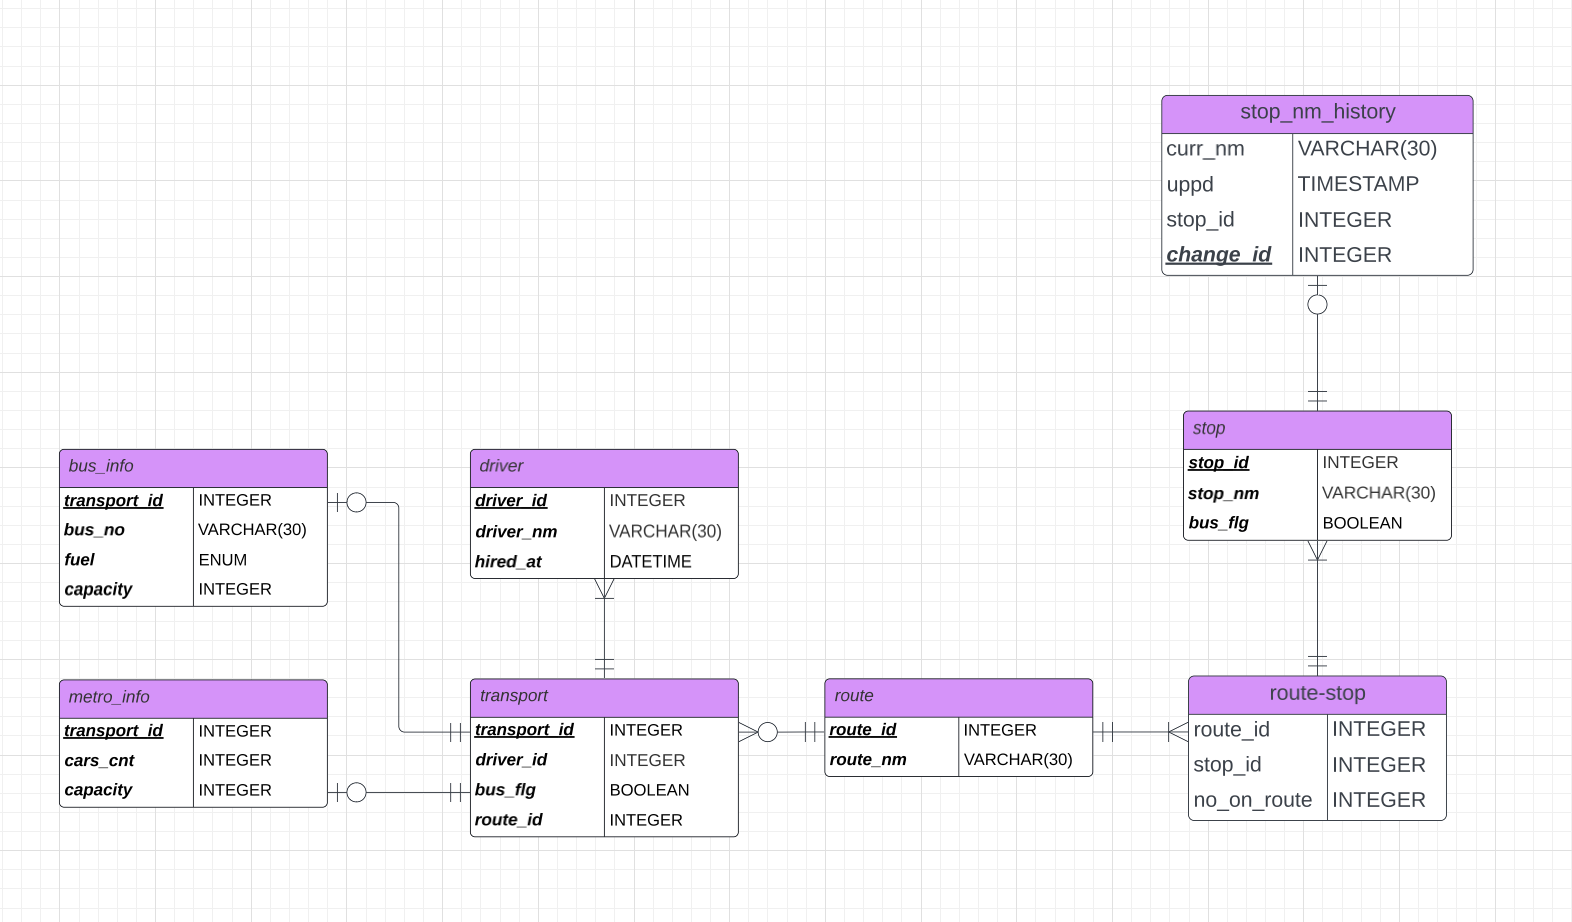 stop_nm_history
curr_nm VARCHAR(30)
uppd TIMESTAMP
stop_id INTEGER
change_id INTEGER
stop
stop_id INTEGER
stop_nm VARCHAR(30)
bus_flg BOOLEAN
bus_info
transport_id INTEGER
bus_no VARCHAR(30)
fuel ENUM
capacity INTEGER
driver
driver_id INTEGER
driver_nm VARCHAR(30)
hired_at DATETIME
metro_info
transport_id INTEGER
cars_cnt INTEGER
capacity INTEGER
transport
transport_id INTEGER
driver_id INTEGER
bus_flg BOOLEAN
route_id INTEGER
route
route_id INTEGER
route_nm VARCHAR(30)
route-stop
route_id INTEGER
stop_id INTEGER
no_on_route INTEGER